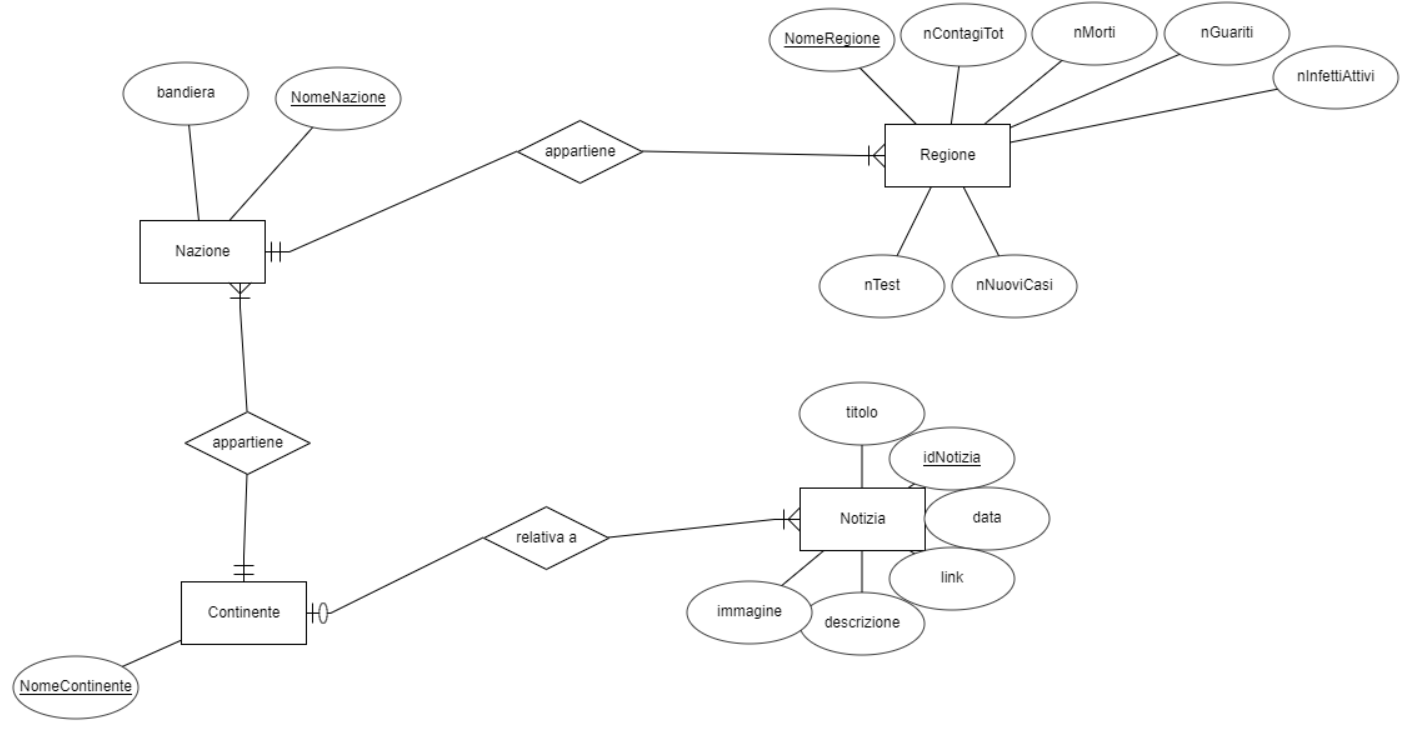 NomeRegione
nContagiTot
nMorti
nGuariti
nInfettiAttivi
bandiera
NomeNazione
appartiene
Regione
Nazione
nTest
nNuoviCasi
titolo
appartiene
idNotizia
Notizia
data
relativa a
link
Continente
immagine
descrizione
NomeContinente